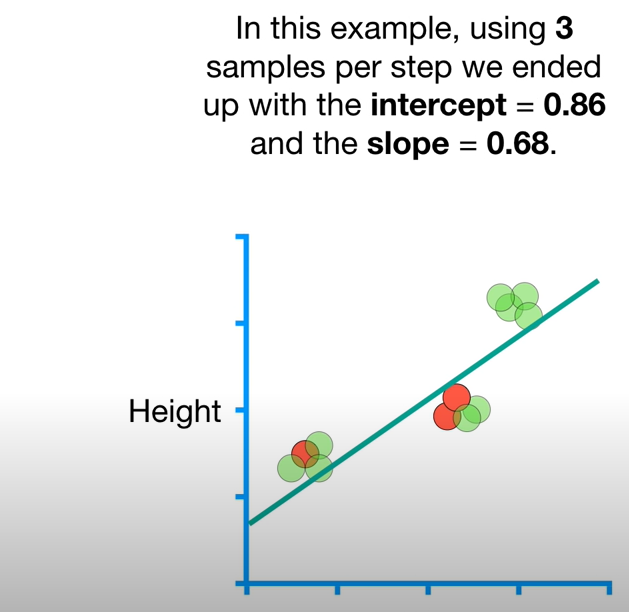 In this example, using 3
samples per step we ended
up with the intercept = 0.86
and the slope = 0.68.
Height